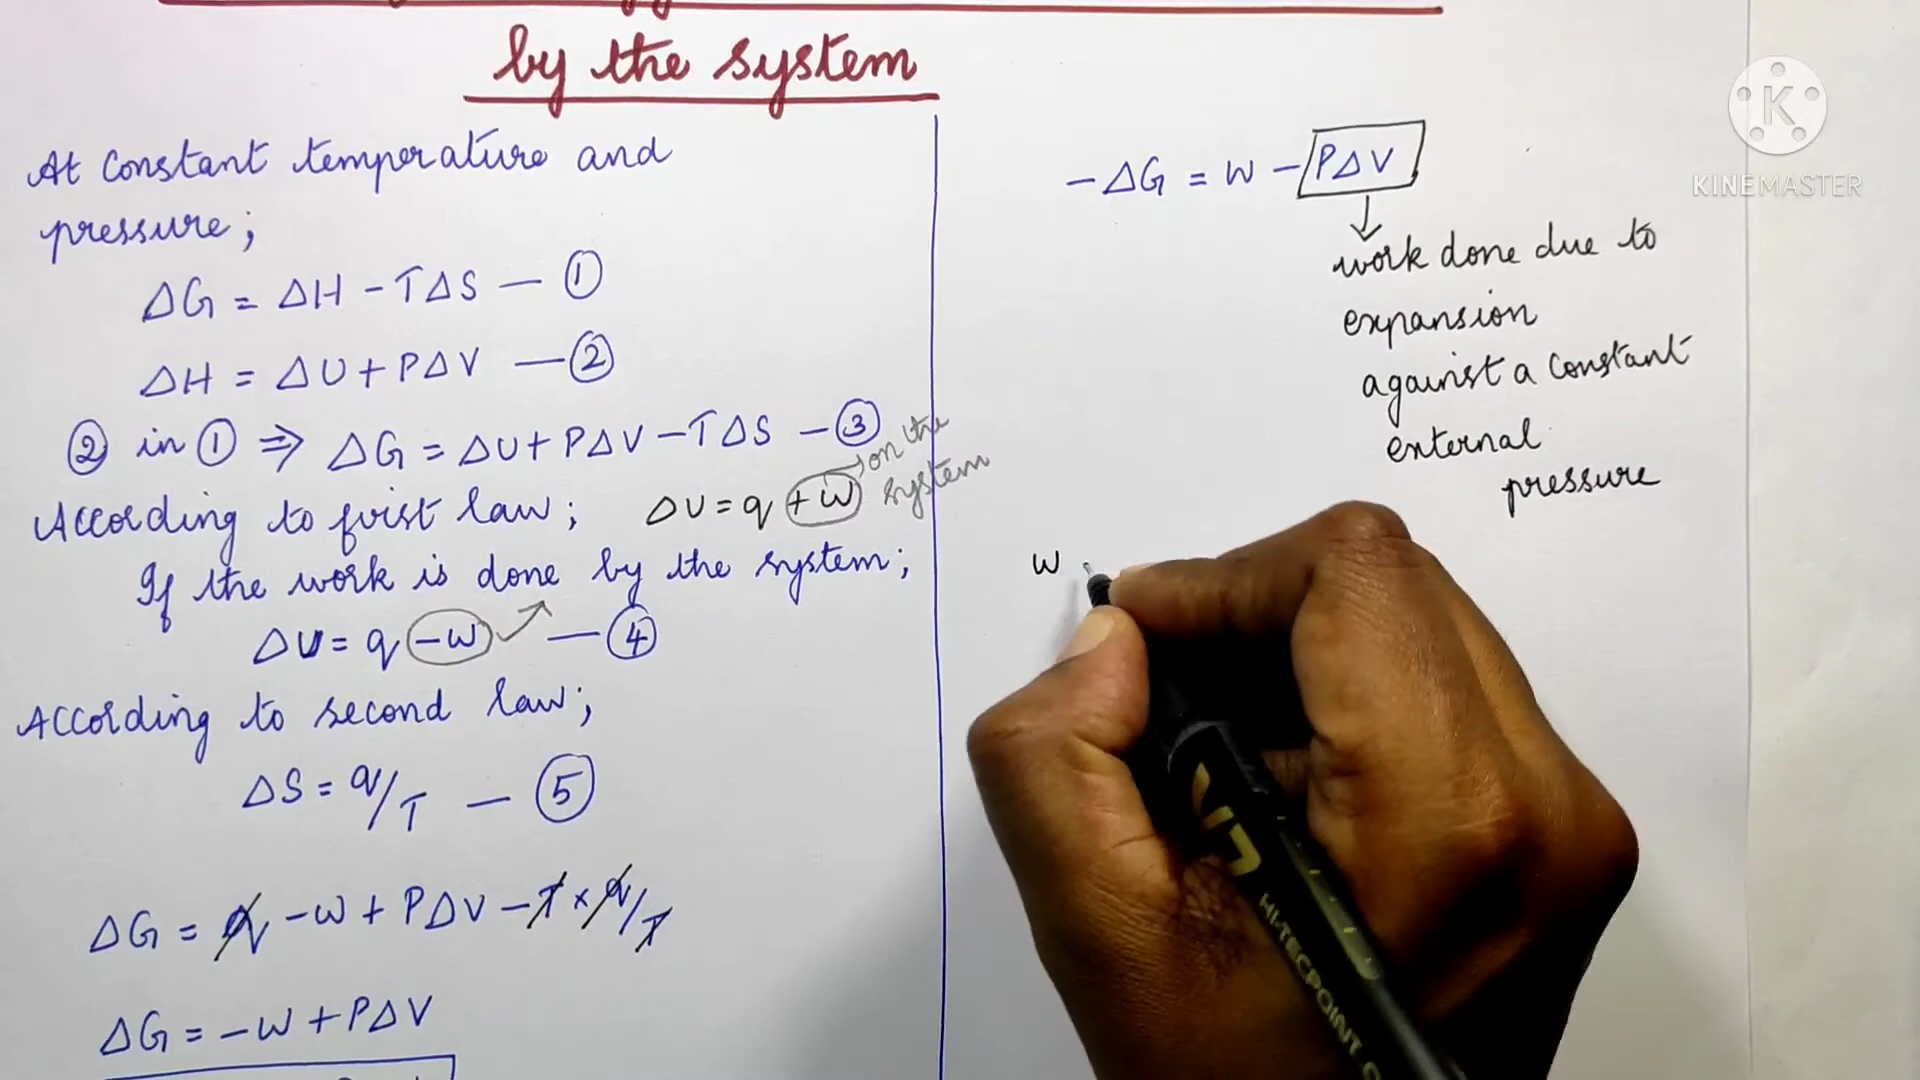 by the system
At constant temperature and
pressure;
ΔG = ΔH - TΔS — ①
ΔH = ΔU + PΔV — ②
② in ① ⇒ ΔG = ΔU + PΔV - TΔS — ③
According to first law; ΔU = q + w
on the
system
If the work is done by the system;
ΔU = q - w — ④
According to second law;
ΔS = q/T — ⑤
ΔG = q - w + PΔV - T × q/T
ΔG = -w + PΔV
-ΔG = w - PΔV
work done due to
expansion
against a constant
external
pressure
w
KINEMASTER
K
V7
HI-TECPOINT